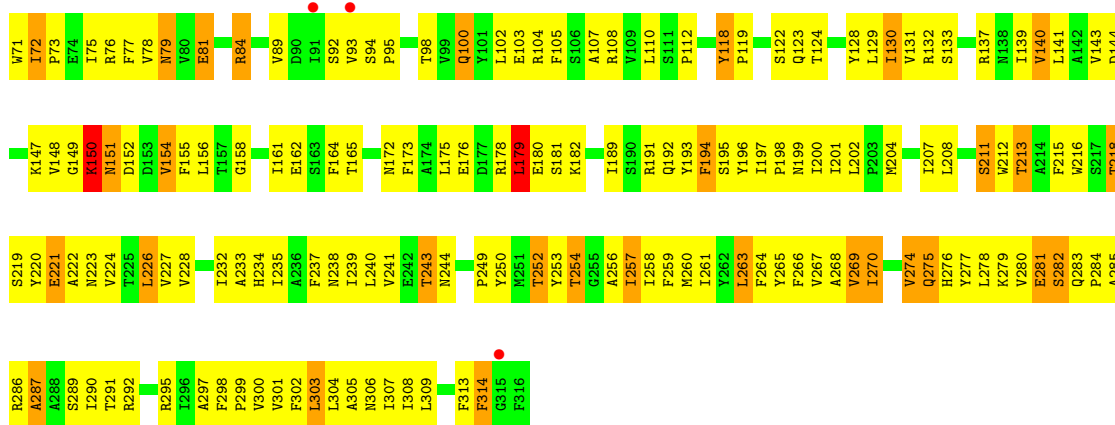 W71 I72 P73 E74 I75 R76 F77 V78 N79 V80 E81 R84 V89 D90 I91 S92 V93 S94 P95 T98 V99 Q100 Y101 L102 E103 R104 F105 S106 A107 R108 V109 L110 S111 P112 Y118 P119 S122 Q123 T124 Y128 L129 I130 V131 R132 S133 R137 N138 I139 V140 L141 A142 V143 D144
K147 V148 G149 K150 N151 D152 D153 V154 F155 L156 T157 G158 I161 E162 S163 F164 T165 N172 F173 A174 L175 E176 D177 R178 L179 E180 S181 K182 I189 S190 R191 Q192 Y193 F194 S195 Y196 I197 P198 N199 I200 I201 L202 P203 M204 I207 L208 S211 W212 T213 A214 F215 W216 S217 T218
S219 Y220 E221 A222 N223 V224 T225 L226 V227 V228 I232 A233 H234 I235 A236 F237 N238 I239 L240 V241 E242 T243 N244 P249 Y250 M251 T252 Y253 T254 G255 A256 I257 I258 F259 M260 I261 Y262 L263 F264 Y265 F266 V267 A268 V269 I270 V274 Q275 H276 Y277 L278 K279 V280 E281 S282 Q283 P284 A285
R286 A287 A288 S289 I290 T291 R292 R295 I296 A297 F298 P299 V300 V301 F302 L303 L304 A305 N306 I307 I308 L309 F313 F314 G315 F316